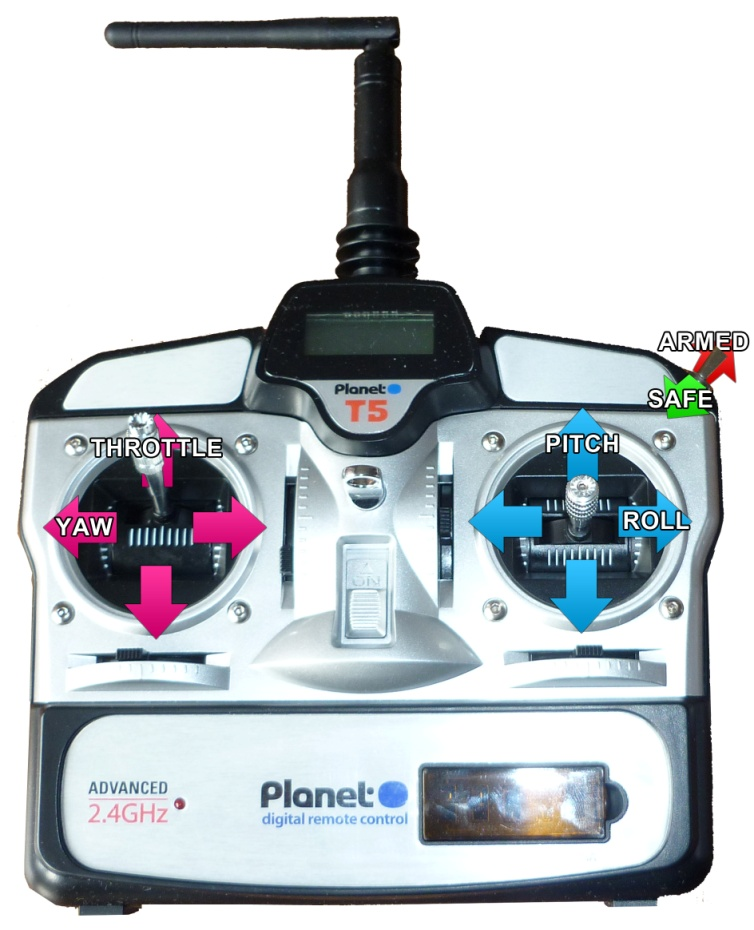 Planet
T5
ARMED
SAFE
THROTTLE
YAW
PITCH
ROLL
ON
ADVANCED
2.4GHz
Planet
digital remote control